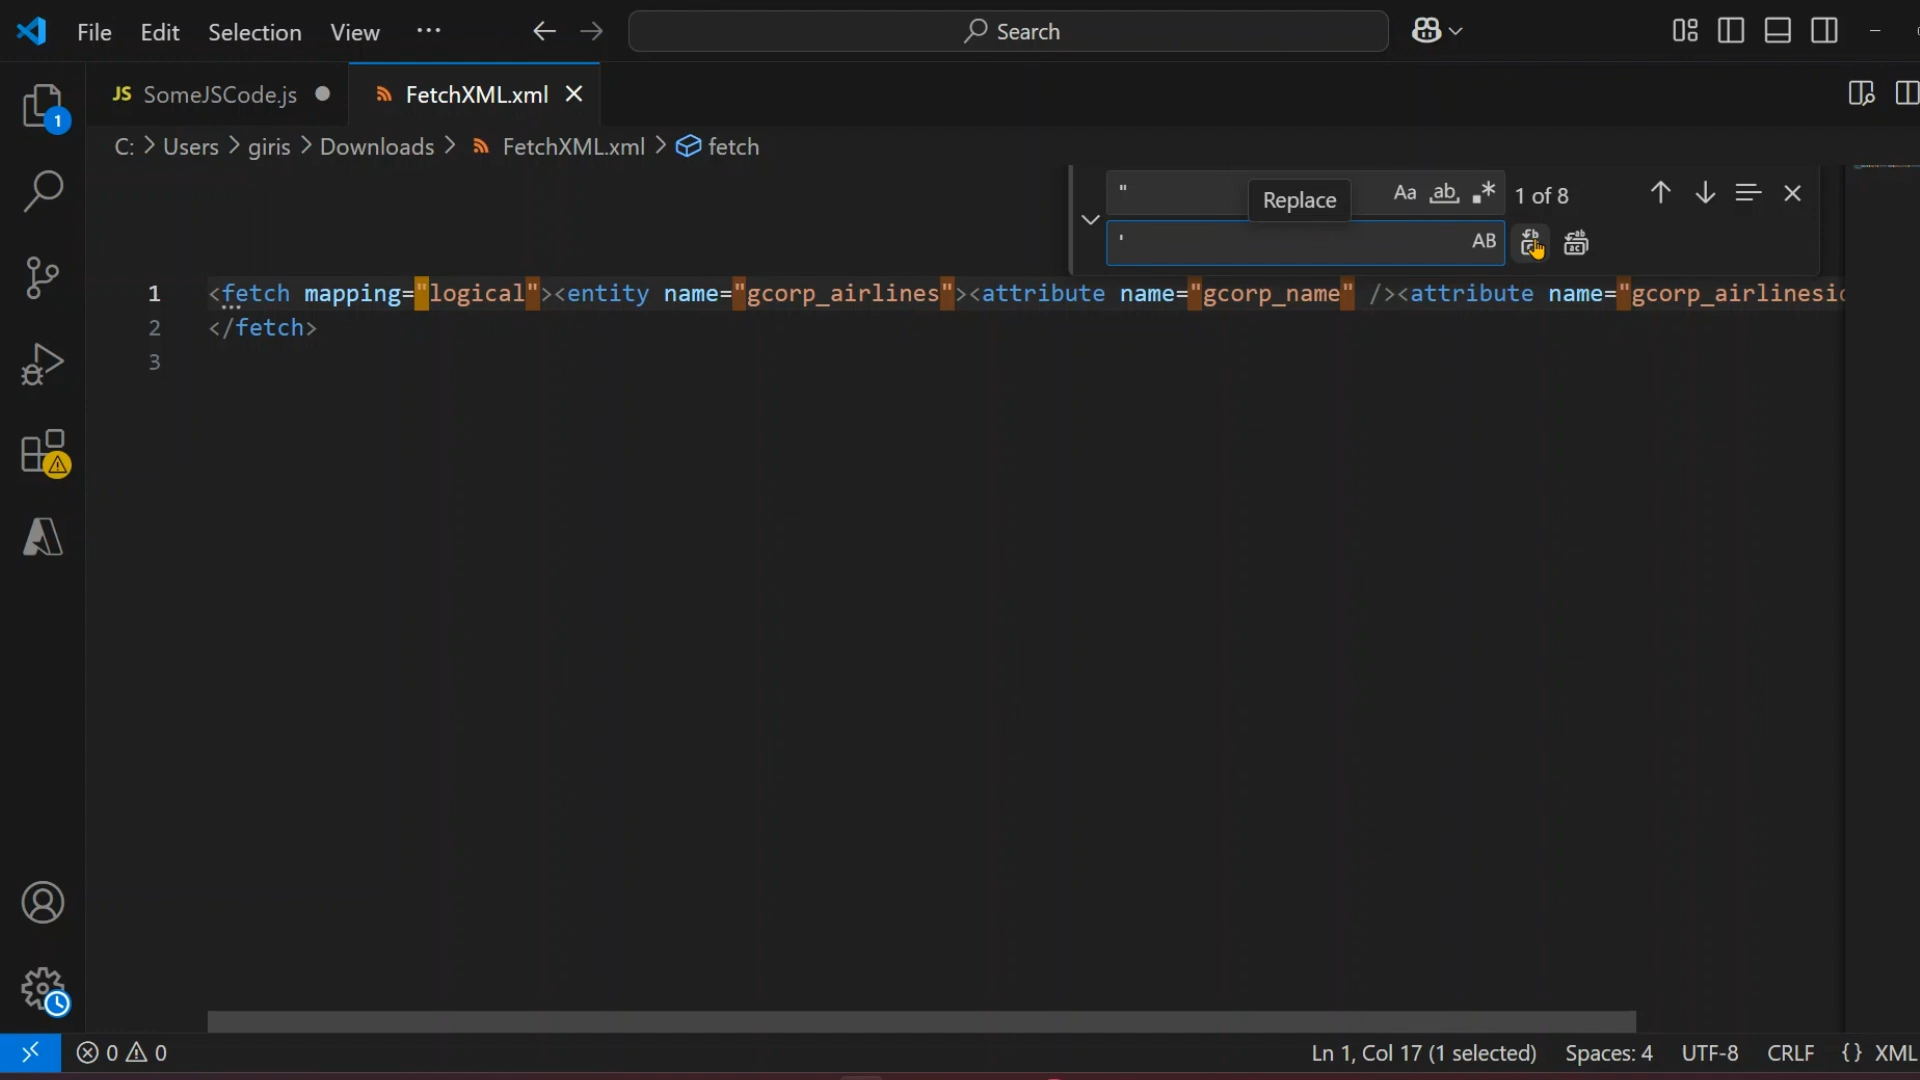 File Edit Selection View ··· Search
1 JS SomeJSCode.js FetchXML.xml
C: > Users > giris > Downloads > FetchXML.xml > fetch
" Replace Aa ab 1 of 8
' AB
1 <fetch mapping="logical"><entity name="gcorp_airlines"><attribute name="gcorp_name" /><attribute name="gcorp_airlinesi
2 </fetch>
3
0 0 Ln 1, Col 17 (1 selected) Spaces: 4 UTF-8 CRLF {} XML